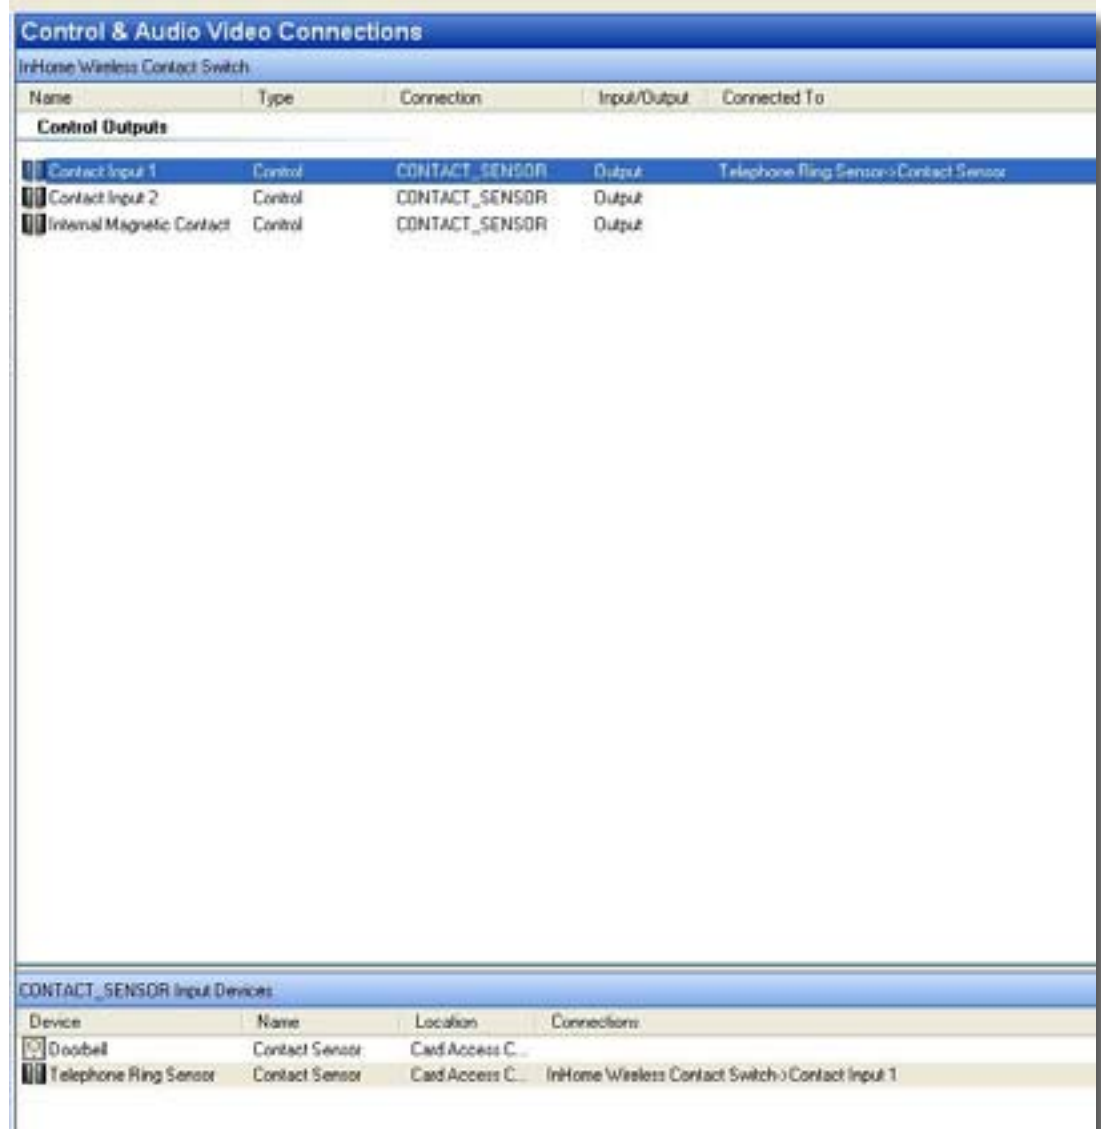 Control & Audio Video Connections
InHome Wireless Contact Switch
Name Type Connection Input/Output Connected To
Control Outputs
Contact Input 1 Control CONTACT_SENSOR Output Telephone Ring Sensor->Contact Sensor
Contact Input 2 Control CONTACT_SENSOR Output
Internal Magnetic Contact Control CONTACT_SENSOR Output
CONTACT_SENSOR Input Devices
Device Name Location Connections
Doorbell Contact Sensor Card Access C...
Telephone Ring Sensor Contact Sensor Card Access C... InHome Wireless Contact Switch->Contact Input 1